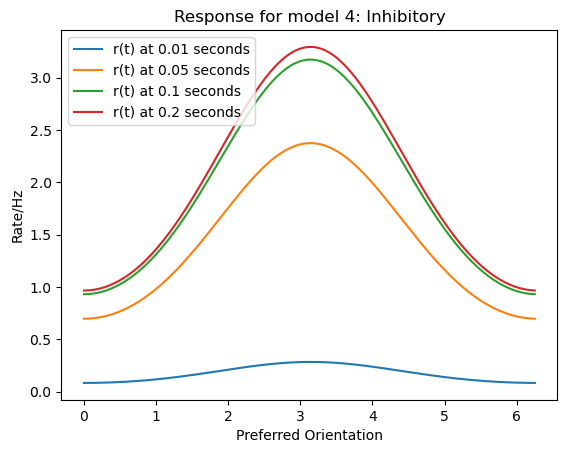 Response for model 4: Inhibitory
r(t) at 0.01 seconds
r(t) at 0.05 seconds
r(t) at 0.1 seconds
r(t) at 0.2 seconds
Rate/Hz
3.0
2.5
2.0
1.5
1.0
0.5
0.0
0 1 2 3 4 5 6
Preferred Orientation